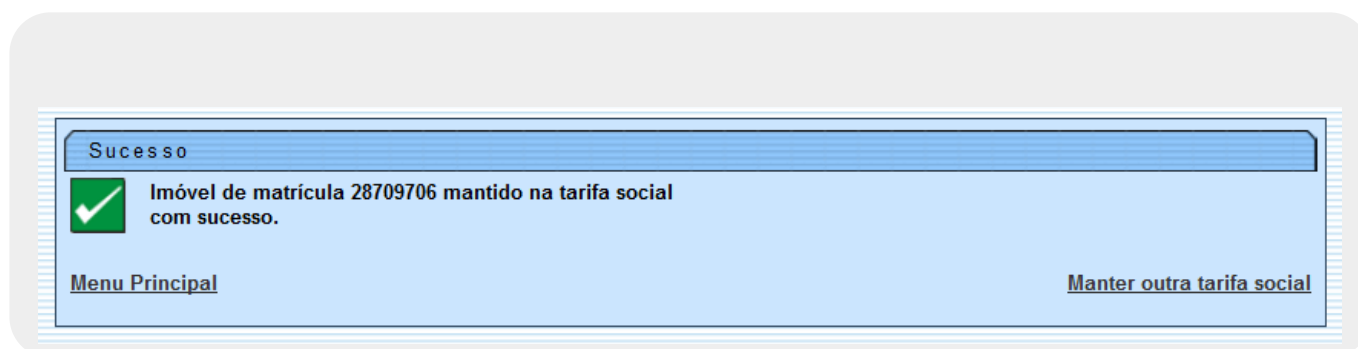 Sucesso
Imóvel de matrícula 28709706 mantido na tarifa social
com sucesso.
Menu Principal
Manter outra tarifa social